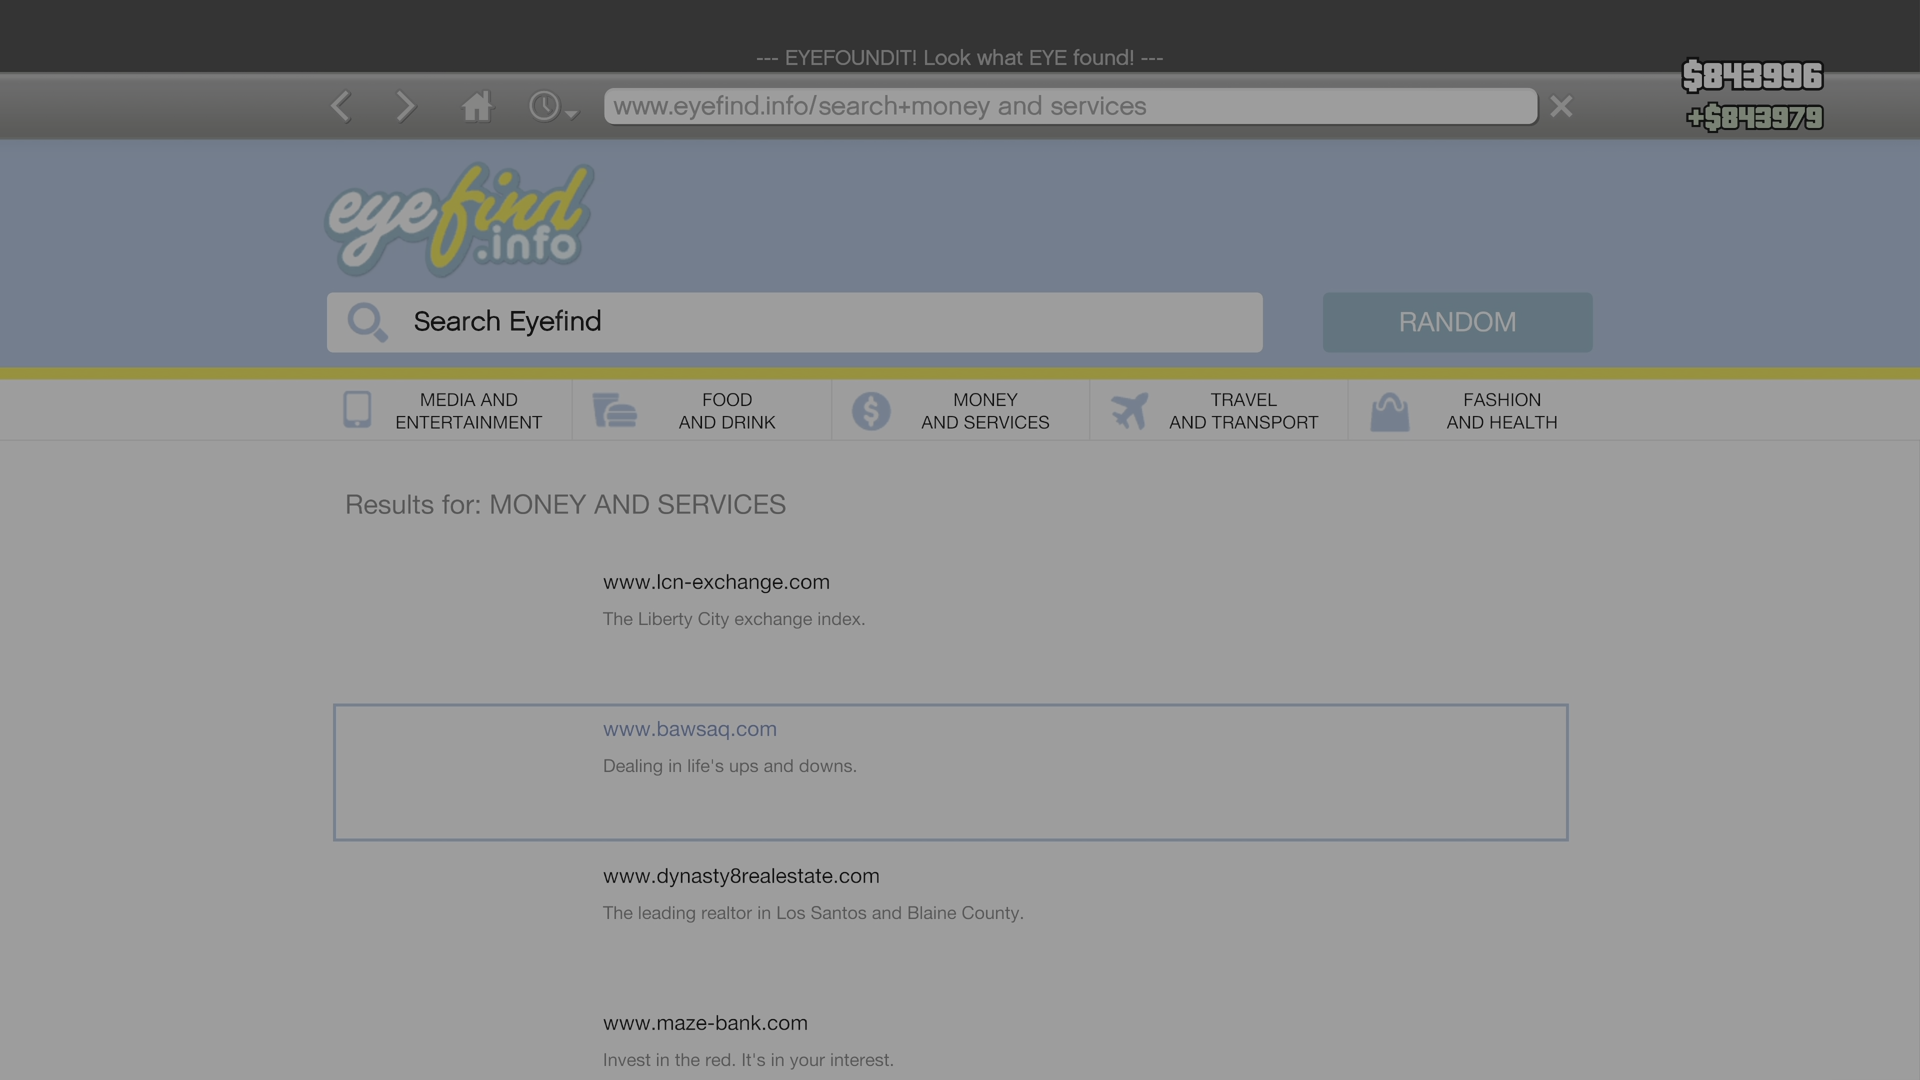 --- EYEFOUNDIT! Look what EYE found! ---
$843996
www.eyefind.info/search+money and services
+$843979
eyefind
.info
Search Eyefind
RANDOM
MEDIA AND
ENTERTAINMENT
FOOD
AND DRINK
MONEY
AND SERVICES
TRAVEL
AND TRANSPORT
FASHION
AND HEALTH
Results for: MONEY AND SERVICES
www.lcn-exchange.com
The Liberty City exchange index.
www.bawsaq.com
Dealing in life's ups and downs.
www.dynasty8realestate.com
The leading realtor in Los Santos and Blaine County.
www.maze-bank.com
Invest in the red. It's in your interest.